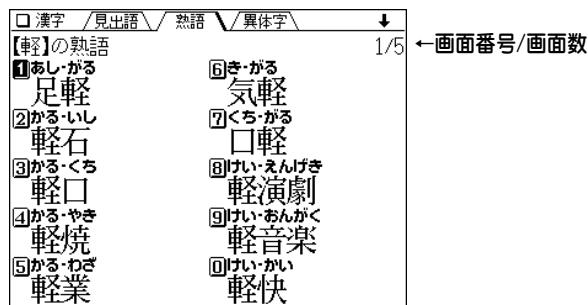 □漢字 見出語 熟語 異体字 ↓
【軽】の熟語 1/5 ←画面番号/画面数
1あし・がる
足軽
2かる・いし
軽石
3かる・くち
軽口
4かる・やき
軽焼
5かる・わざ
軽業
6き・がる
気軽
7くち・がる
口軽
8けい・えんげき
軽演劇
9けい・おんがく
軽音楽
0けい・かい
軽快